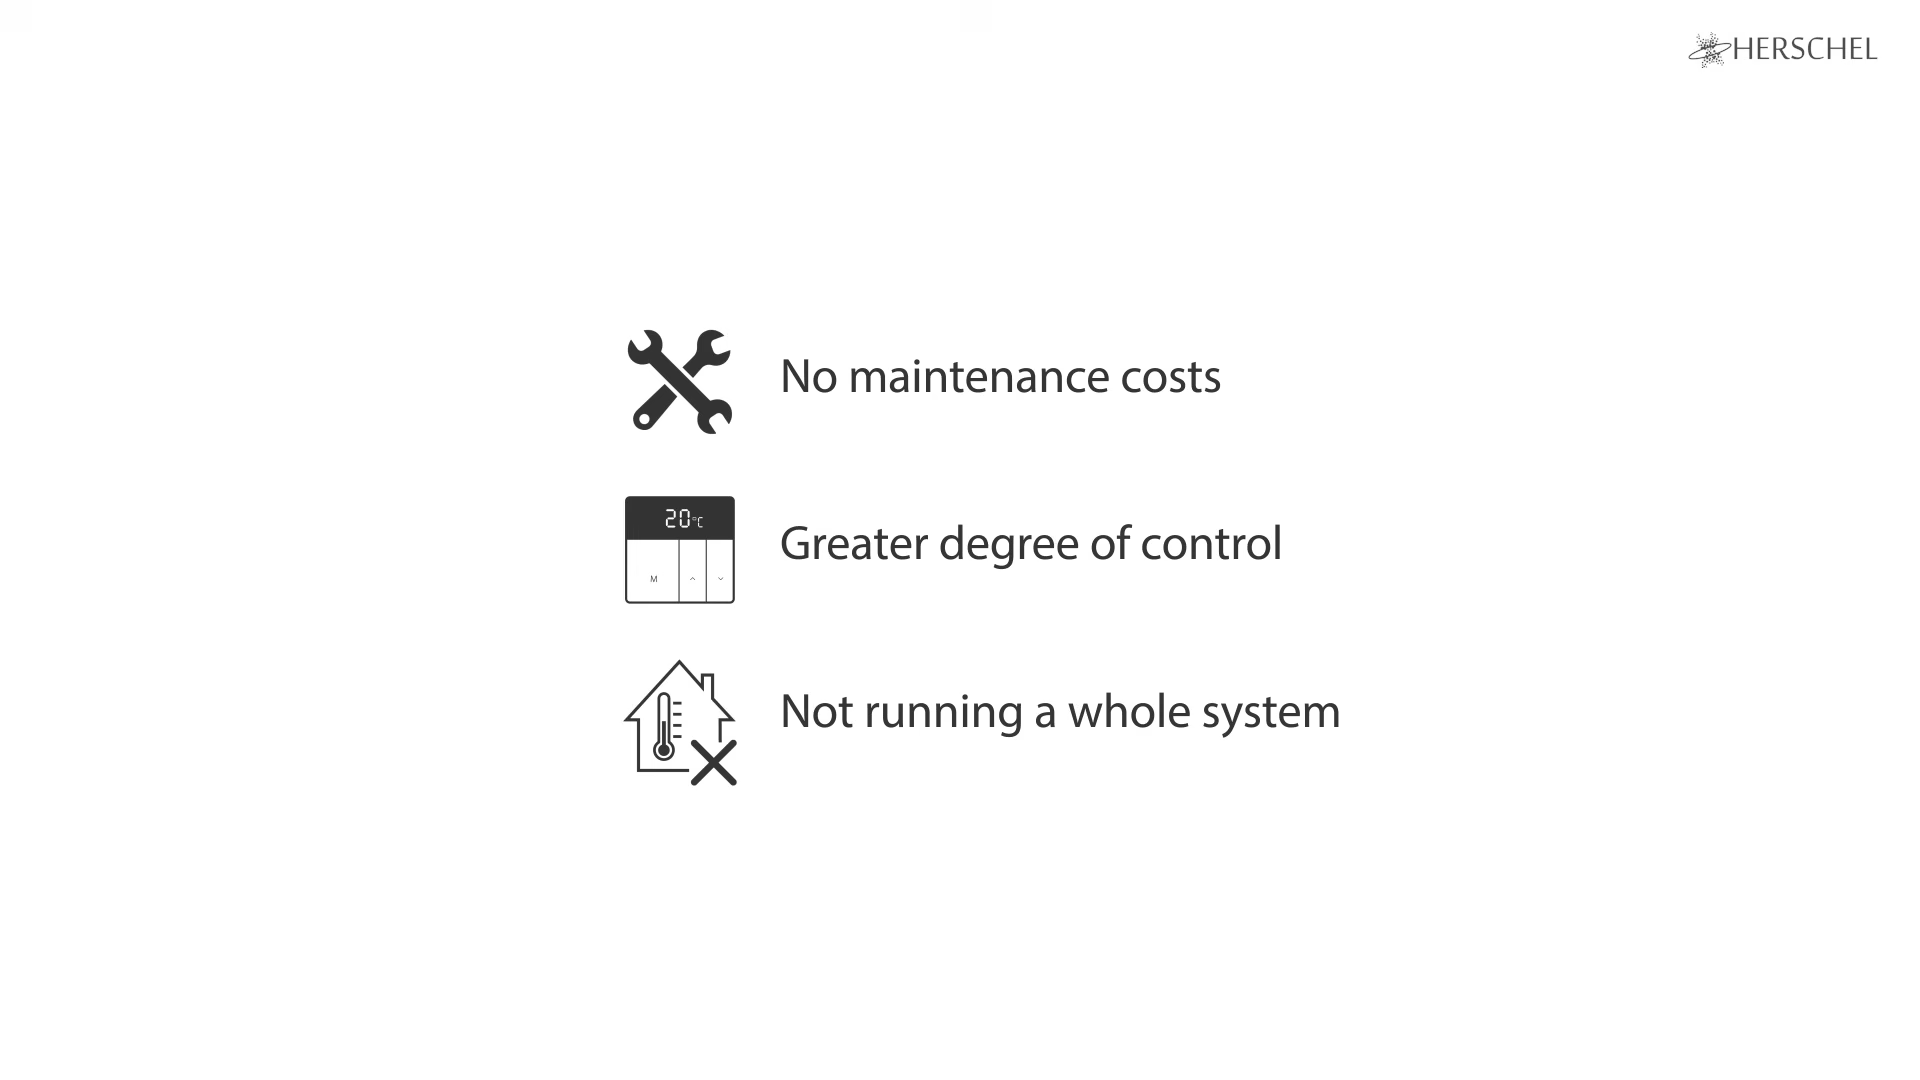 HERSCHEL
No maintenance costs
20°C
M
Greater degree of control
Not running a whole system